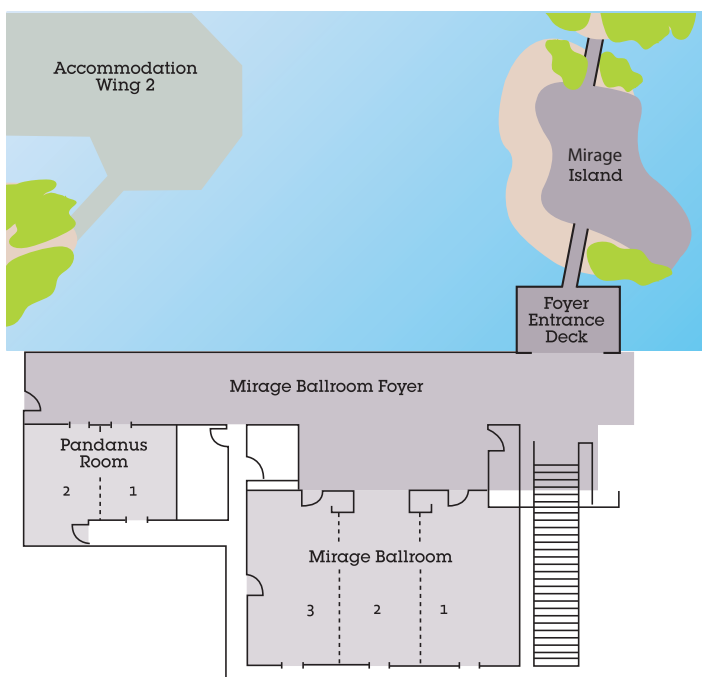 Accommodation
Wing 2
Mirage
Island
Foyer
Entrance
Deck
Mirage Ballroom Foyer
Pandanus
Room
2 1
Mirage Ballroom
3 2 1